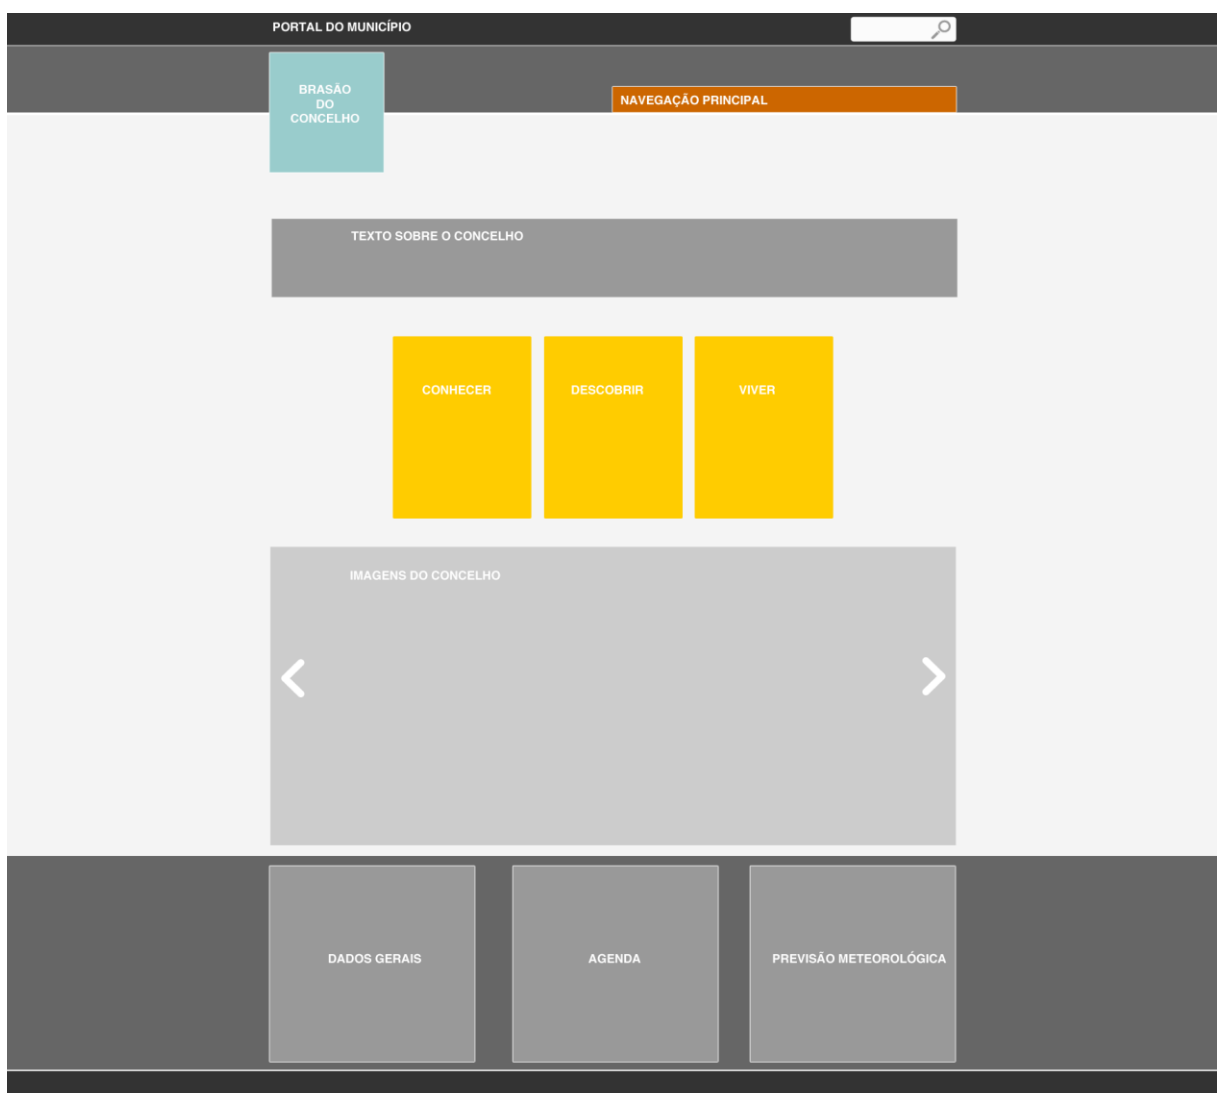 PORTAL DO MUNICÍPIO
BRASÃO
DO
CONCELHO
NAVEGAÇÃO PRINCIPAL
TEXTO SOBRE O CONCELHO
CONHECER
DESCOBRIR
VIVER
IMAGENS DO CONCELHO
DADOS GERAIS
AGENDA
PREVISÃO METEOROLÓGICA